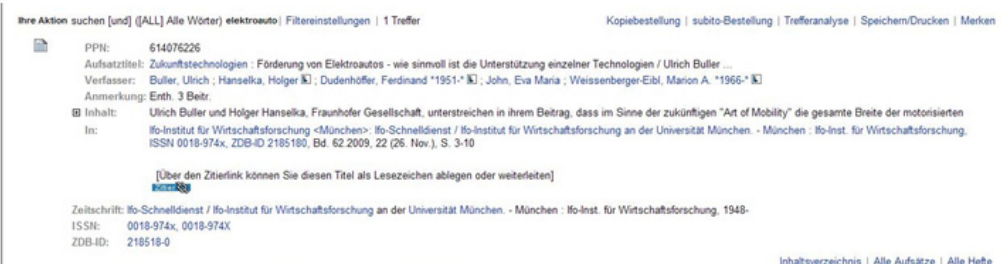 Ihre Aktion suchen [und] ([ALL] Alle Wörter) elektroauto | Filtereinstellungen | 1 Treffer Kopiebestellung | subito-Bestellung | Trefferanalyse | Speichern/Drucken | Merken
PPN: 614076226
Aufsatztitel: Zukunftstechnologien : Förderung von Elektroautos - wie sinnvoll ist die Unterstützung einzelner Technologien / Ulrich Buller ...
Verfasser: Buller, Ulrich ; Hanselka, Holger ; Dudenhöffer, Ferdinand *1951-* ; John, Eva Maria ; Weissenberger-Eibl, Marion A. *1966-*
Anmerkung: Enth. 3 Beitr.
Inhalt: Ulrich Buller und Holger Hanselka, Fraunhofer Gesellschaft, unterstreichen in ihrem Beitrag, dass im Sinne der zukünftigen "Art of Mobility" die gesamte Breite der motorisierten
In: Ifo-Institut für Wirtschaftsforschung <München>: Ifo-Schnelldienst / Ifo-Institut für Wirtschaftsforschung an der Universität München. - München : Ifo-Inst. für Wirtschaftsforschung,
ISSN 0018-974x, ZDB-ID 2185180, Bd. 62.2009, 22 (26. Nov.), S. 3-10
[Über den Zitierlink können Sie diesen Titel als Lesezeichen ablegen oder weiterleiten]
Zeitschrift: Ifo-Schnelldienst / Ifo-Institut für Wirtschaftsforschung an der Universität München. - München : Ifo-Inst. für Wirtschaftsforschung, 1948-
ISSN: 0018-974x, 0018-974X
ZDB-ID: 218518-0
Inhaltsverzeichnis | Alle Aufsätze | Alle Hefte